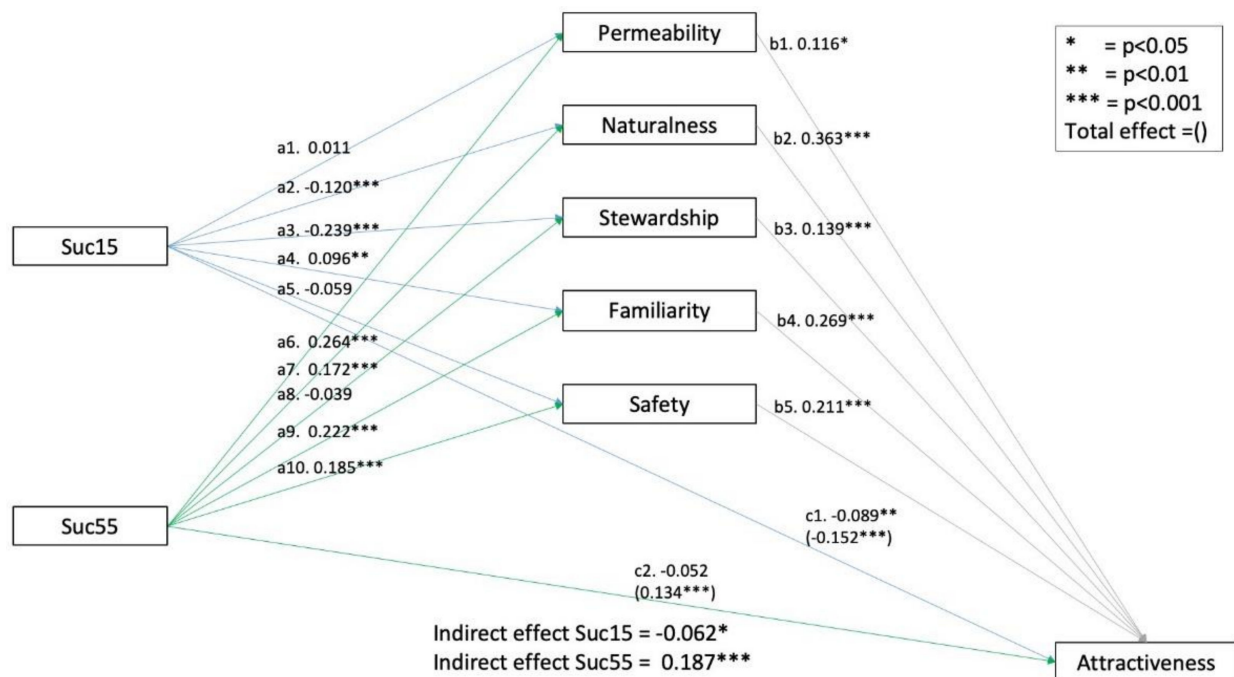 Permeability
b1. 0.116*
* = p<0.05
** = p<0.01
*** = p<0.001
Total effect =()
Naturalness
b2. 0.363***
a1. 0.011
a2. -0.120***
Stewardship
b3. 0.139***
a3. -0.239***
Suc15
a4. 0.096**
a5. -0.059
Familiarity
b4. 0.269***
a6. 0.264***
a7. 0.172***
a8. -0.039
Safety
b5. 0.211***
a9. 0.222***
a10. 0.185***
Suc55
c1. -0.089**
(-0.152***)
c2. -0.052
(0.134***)
Indirect effect Suc15 = -0.062*
Indirect effect Suc55 = 0.187***
Attractiveness